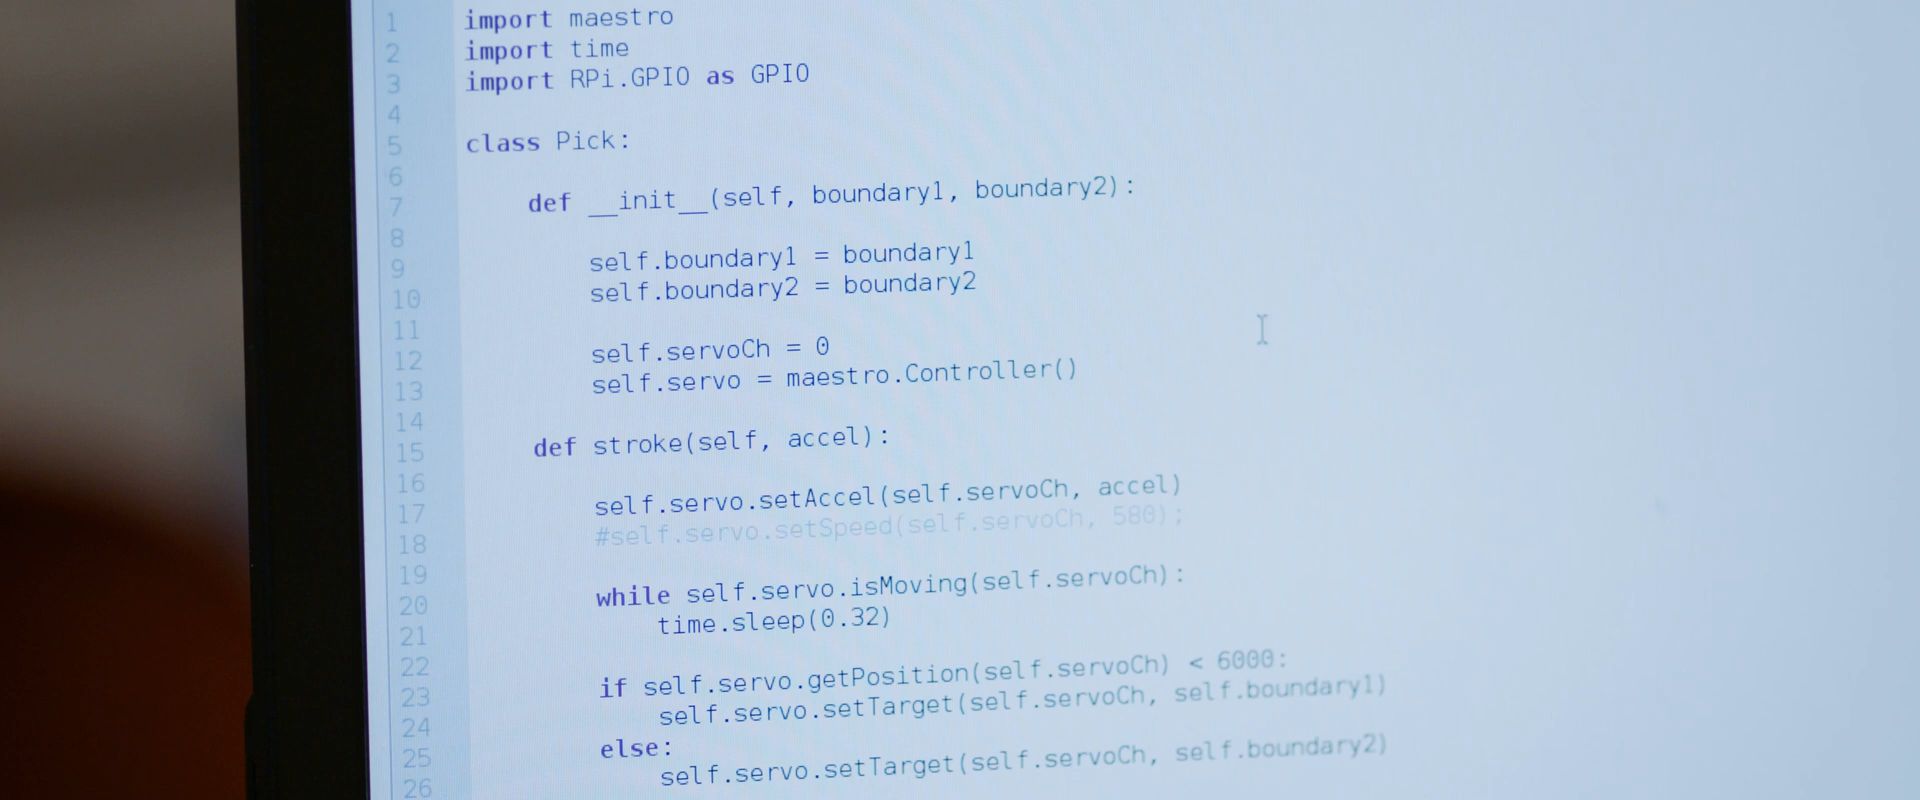 1 import maestro
2 import time
3 import RPi.GPIO as GPIO
4
5 class Pick:
6
7     def __init__(self, boundary1, boundary2):
8
9         self.boundary1 = boundary1
10         self.boundary2 = boundary2
11
12         self.servoCh = 0
13         self.servo = maestro.Controller()
14
15     def stroke(self, accel):
16
17         self.servo.setAccel(self.servoCh, accel)
18         #self.servo.setSpeed(self.servoCh, 580);
19
20         while self.servo.isMoving(self.servoCh):
21             time.sleep(0.32)
22
23         if self.servo.getPosition(self.servoCh) < 6000:
24             self.servo.setTarget(self.servoCh, self.boundary1)
25         else:
26             self.servo.setTarget(self.servoCh, self.boundary2)